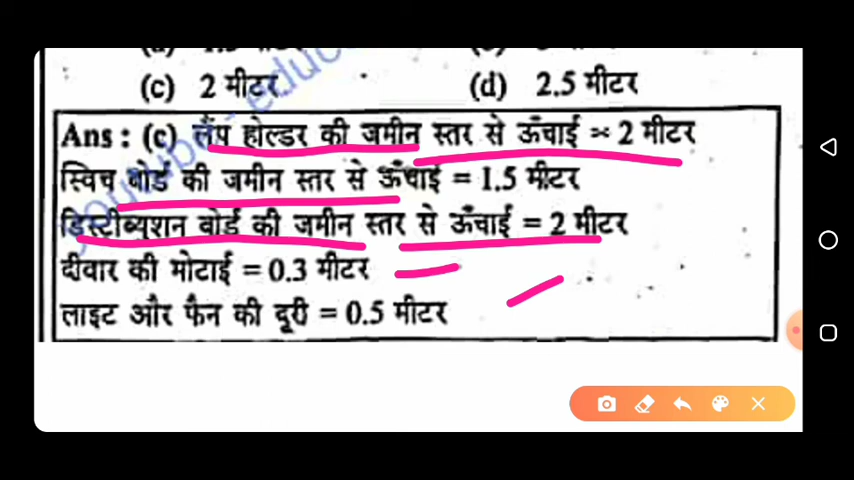 (c) 2 मीटर (d) 2.5 मीटर
Ans : (c) लैंप होल्डर की जमीन स्तर से ऊँचाई = 2 मीटर
स्विच बोर्ड की जमीन स्तर से ऊँचाई = 1.5 मीटर
डिस्टीब्यूशन बोर्ड की जमीन स्तर से ऊँचाई = 2 मीटर
दीवार की मोटाई = 0.3 मीटर
लाइट और फैन की दूरी = 0.5 मीटर